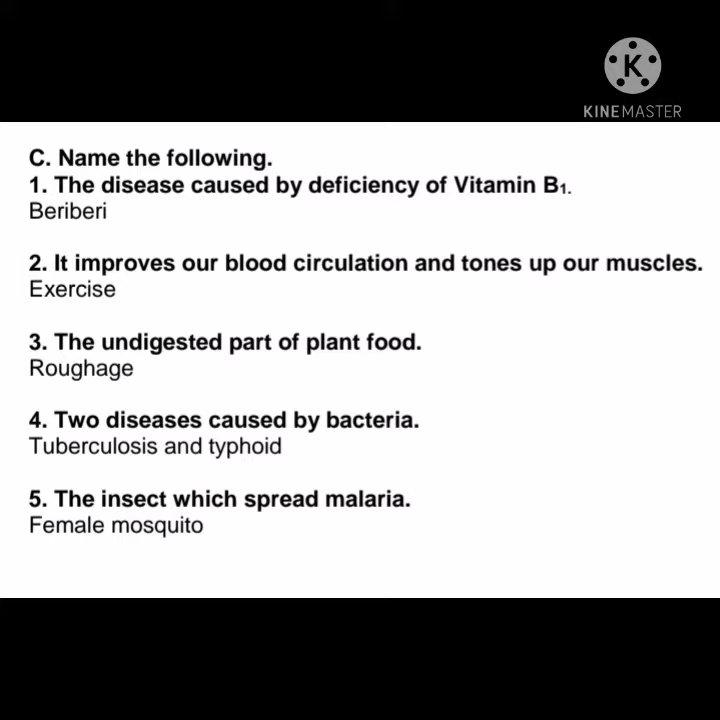 K
KINEMASTER
C. Name the following.
1. The disease caused by deficiency of Vitamin B₁.
Beriberi
2. It improves our blood circulation and tones up our muscles.
Exercise
3. The undigested part of plant food.
Roughage
4. Two diseases caused by bacteria.
Tuberculosis and typhoid
5. The insect which spread malaria.
Female mosquito